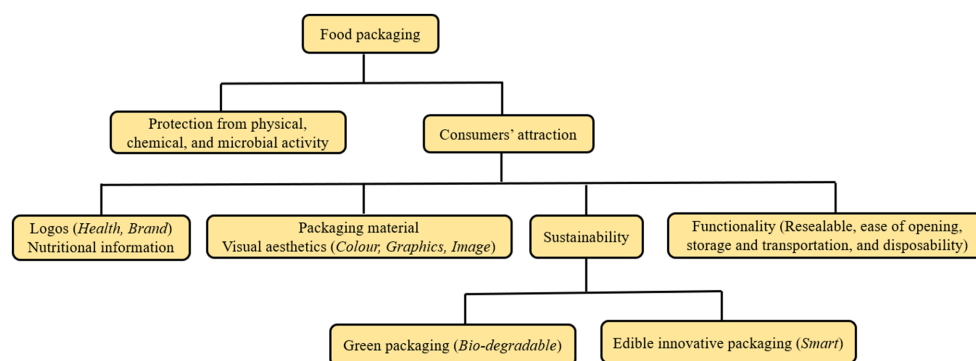 Food packaging
Protection from physical,
chemical, and microbial activity
Consumers’ attraction
Logos (Health, Brand)
Nutritional information
Packaging material
Visual aesthetics (Colour, Graphics, Image)
Sustainability
Functionality (Resealable, ease of opening,
storage and transportation, and disposability)
Green packaging (Bio-degradable)
Edible innovative packaging (Smart)